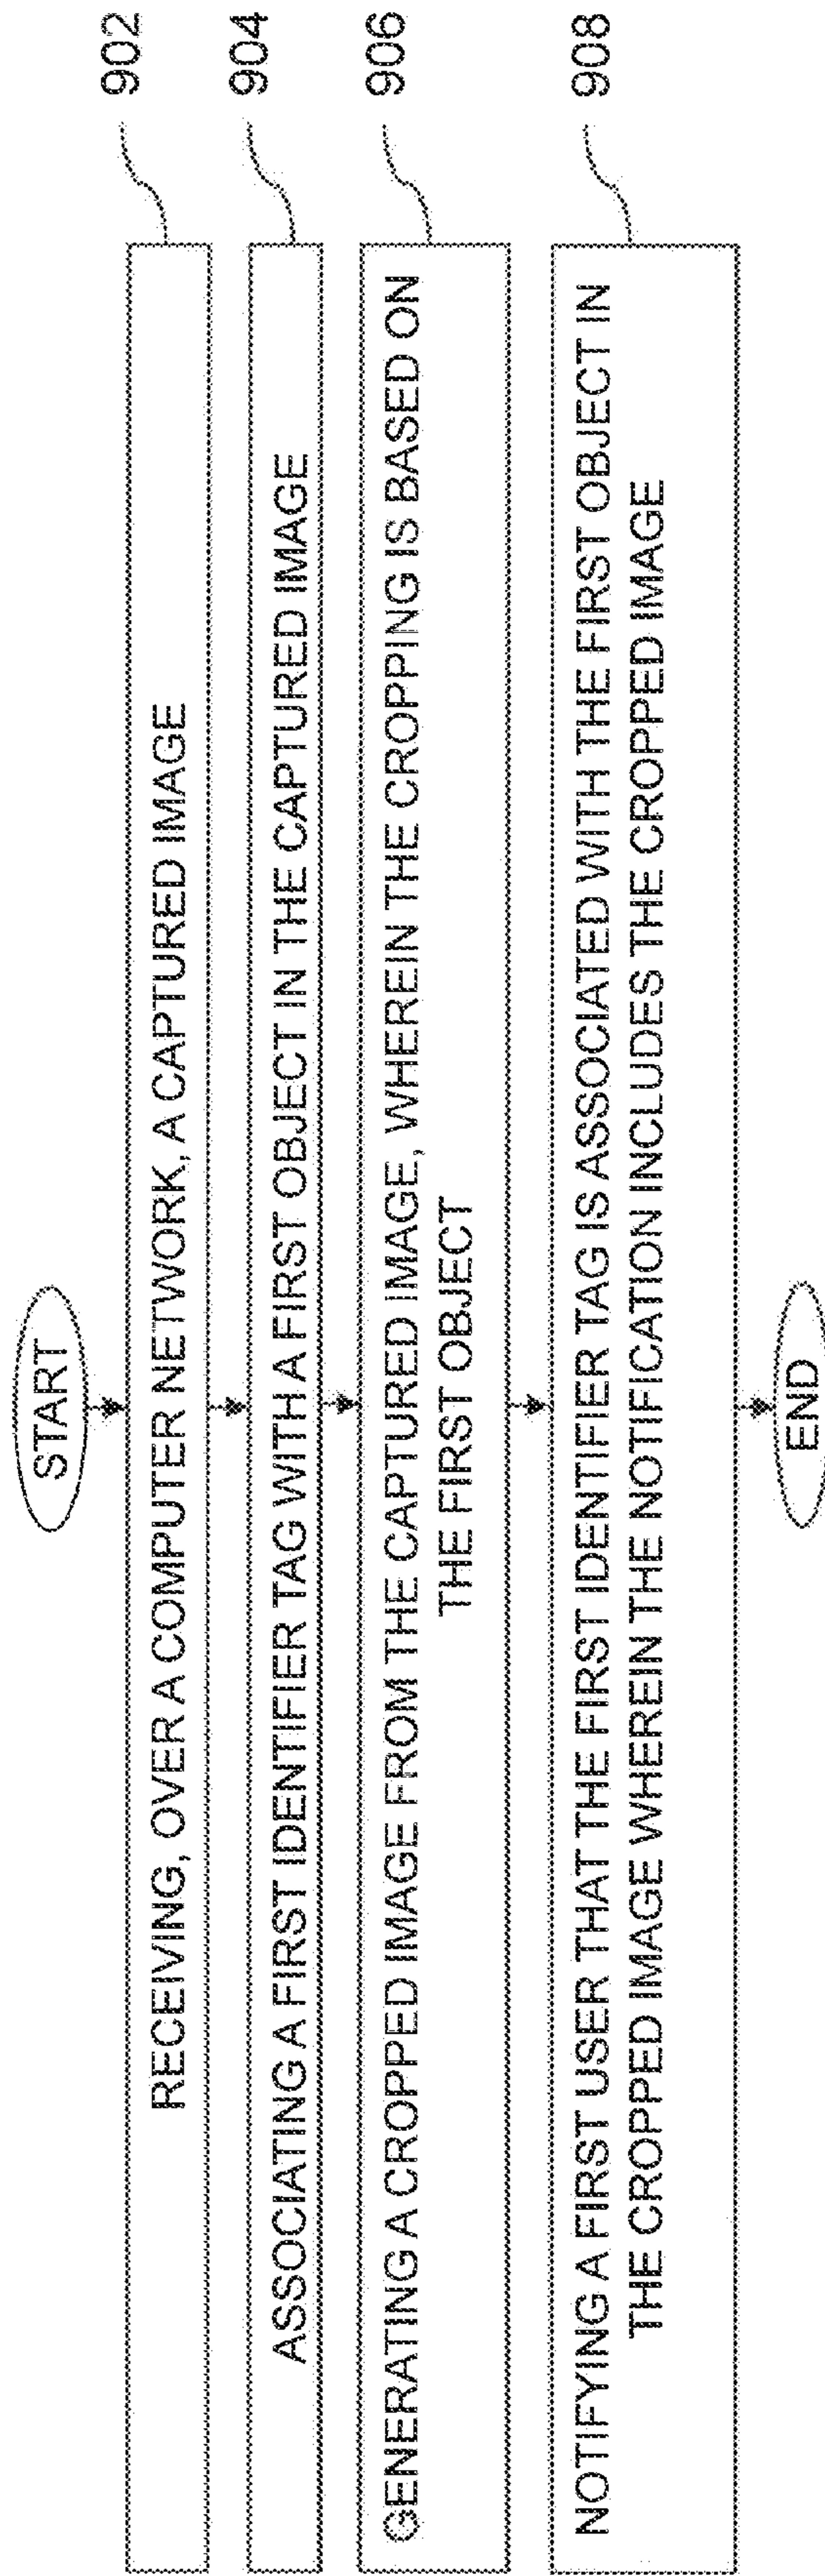 START
RECEIVING, OVER A COMPUTER NETWORK, A CAPTURED IMAGE
902
ASSOCIATING A FIRST IDENTIFIER TAG WITH A FIRST OBJECT IN THE CAPTURED IMAGE
904
GENERATING A CROPPED IMAGE FROM THE CAPTURED IMAGE, WHEREIN THE CROPPING IS BASED ON
THE FIRST OBJECT
906
NOTIFYING A FIRST USER THAT THE FIRST IDENTIFIER TAG IS ASSOCIATED WITH THE FIRST OBJECT IN
THE CROPPED IMAGE WHEREIN THE NOTIFICATION INCLUDES THE CROPPED IMAGE
908
END